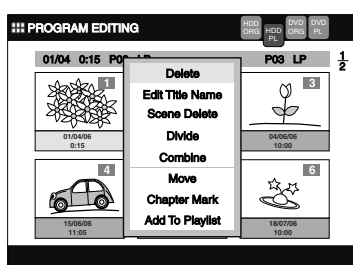 PROGRAM EDITING
HDD ORG
HDD PL
DVD ORG
DVD PL
01/04 0:15 P0
P03 LP
1
2
1
3
01/04/06
0:15
04/06/06
10:00
Delete
Edit Title Name
Scene Delete
Divide
Combine
Move
Chapter Mark
Add To Playlist
4
6
15/06/06
11:05
18/07/06
10:00